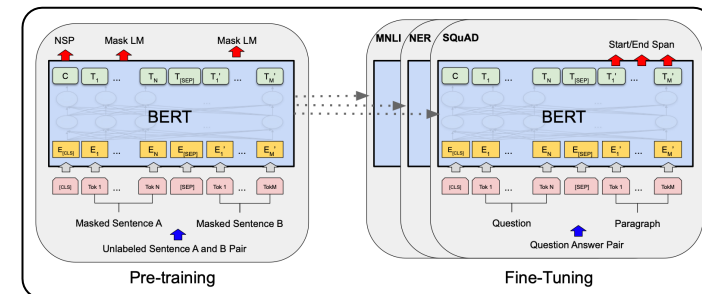 NSP Mask LM Mask LM
C T1 ... TN T[SEP] T1' ... TM'
BERT
E[CLS] E1 ... EN E[SEP] E1' ... EM'
[CLS] Tok 1 ... Tok N [SEP] Tok 1 ... TokM
Masked Sentence A Masked Sentence B
Unlabeled Sentence A and B Pair
Pre-training
MNLI NER SQuAD
Start/End Span
C T1 ... TN T[SEP] T1' ... TM'
BERT
E[CLS] E1 ... EN E[SEP] E1' ... EM'
[CLS] Tok 1 ... Tok N [SEP] Tok 1 ... TokM
Question Paragraph
Question Answer Pair
Fine-Tuning